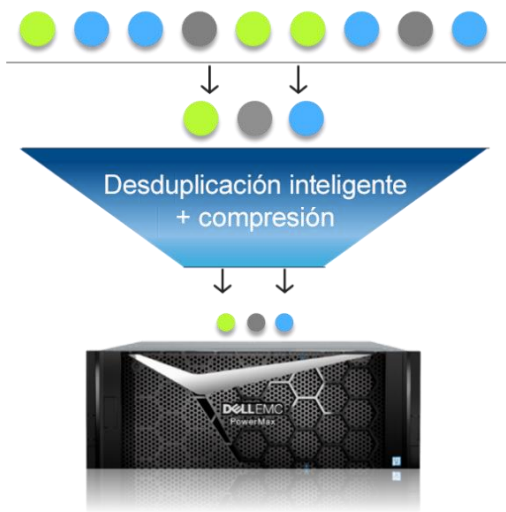 Desduplicación inteligente
+ compresión
DELLEMC
PowerMax